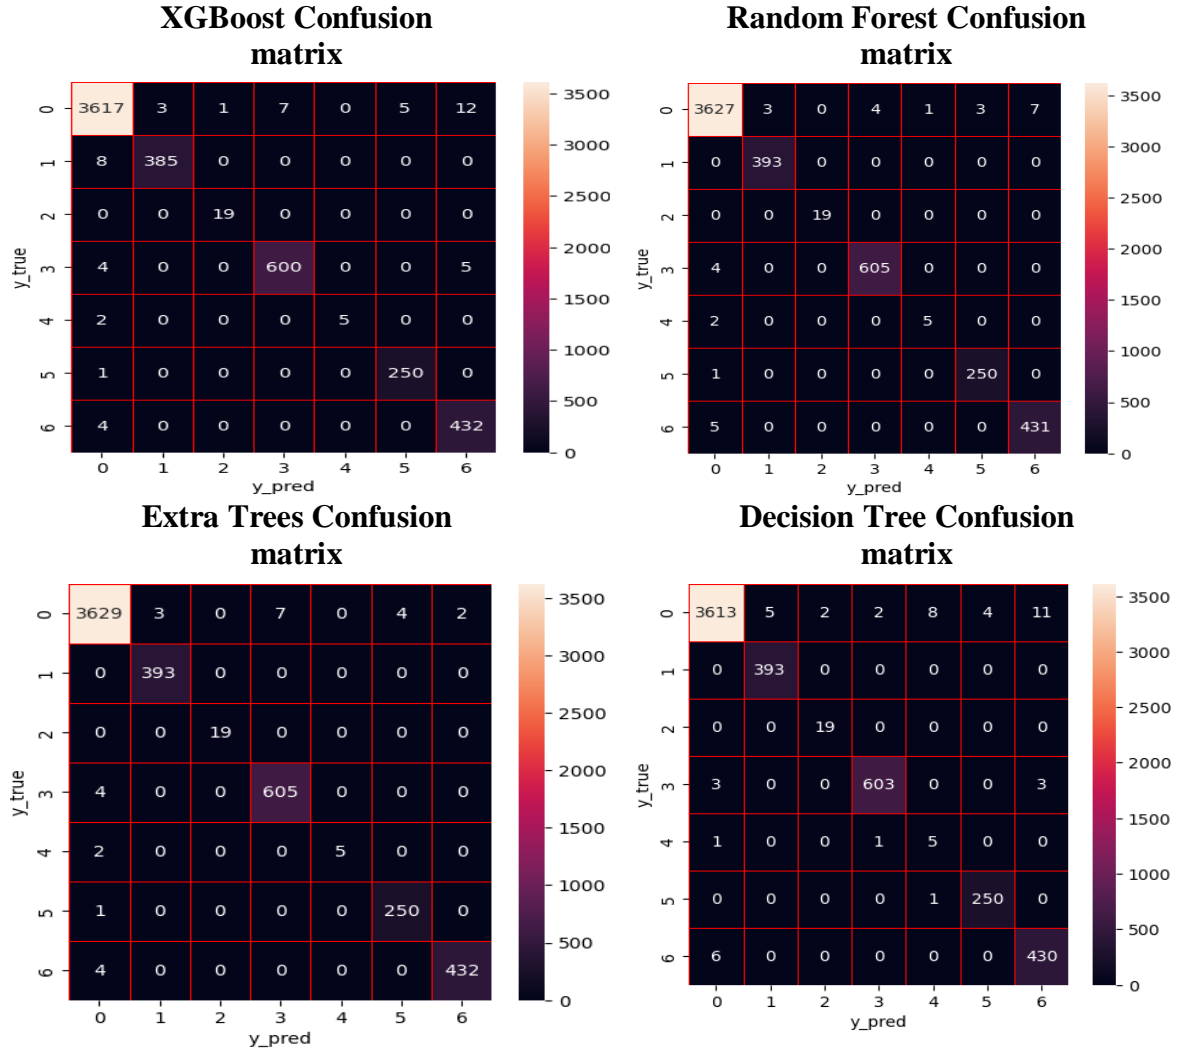 XGBoost Confusion
matrix
0 3617 3 1 7 0 5 12
1 8 385 0 0 0 0 0
2 0 0 19 0 0 0 0
3 4 0 0 600 0 0 5
4 2 0 0 0 5 0 0
5 1 0 0 0 0 250 0
6 4 0 0 0 0 0 432
0 1 2 3 4 5 6
y_true
y_pred
3500
3000
2500
2000
1500
1000
500
0
Random Forest Confusion
matrix
0 3627 3 0 4 1 3 7
1 0 393 0 0 0 0 0
2 0 0 19 0 0 0 0
3 4 0 0 605 0 0 0
4 2 0 0 0 5 0 0
5 1 0 0 0 0 250 0
6 5 0 0 0 0 0 431
0 1 2 3 4 5 6
y_true
y_pred
3500
3000
2500
2000
1500
1000
500
0
Extra Trees Confusion
matrix
0 3629 3 0 7 0 4 2
1 0 393 0 0 0 0 0
2 0 0 19 0 0 0 0
3 4 0 0 605 0 0 0
4 2 0 0 0 5 0 0
5 1 0 0 0 0 250 0
6 4 0 0 0 0 0 432
0 1 2 3 4 5 6
y_true
y_pred
3500
3000
2500
2000
1500
1000
500
0
Decision Tree Confusion
matrix
0 3613 5 2 2 8 4 11
1 0 393 0 0 0 0 0
2 0 0 19 0 0 0 0
3 3 0 0 603 0 0 3
4 1 0 0 1 5 0 0
5 0 0 0 0 1 250 0
6 6 0 0 0 0 0 430
0 1 2 3 4 5 6
y_true
y_pred
3500
3000
2500
2000
1500
1000
500
0